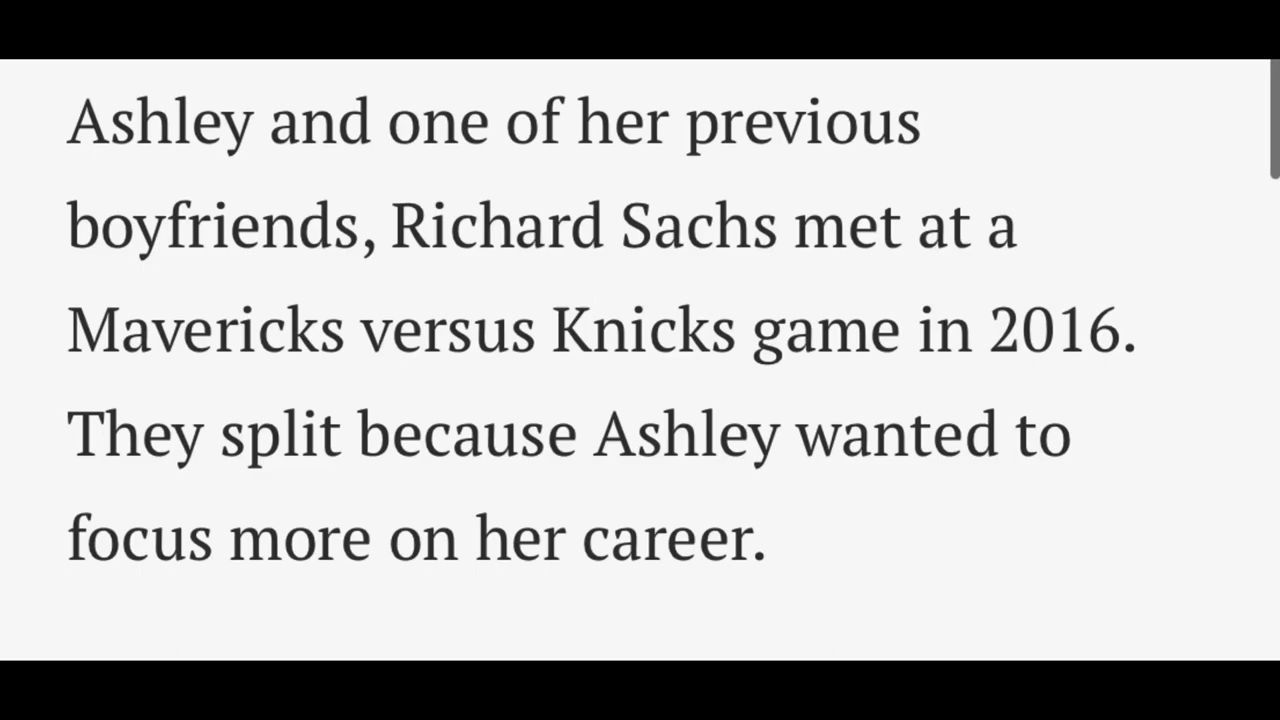 Ashley and one of her previous
boyfriends, Richard Sachs met at a
Mavericks versus Knicks game in 2016.
They split because Ashley wanted to
focus more on her career.